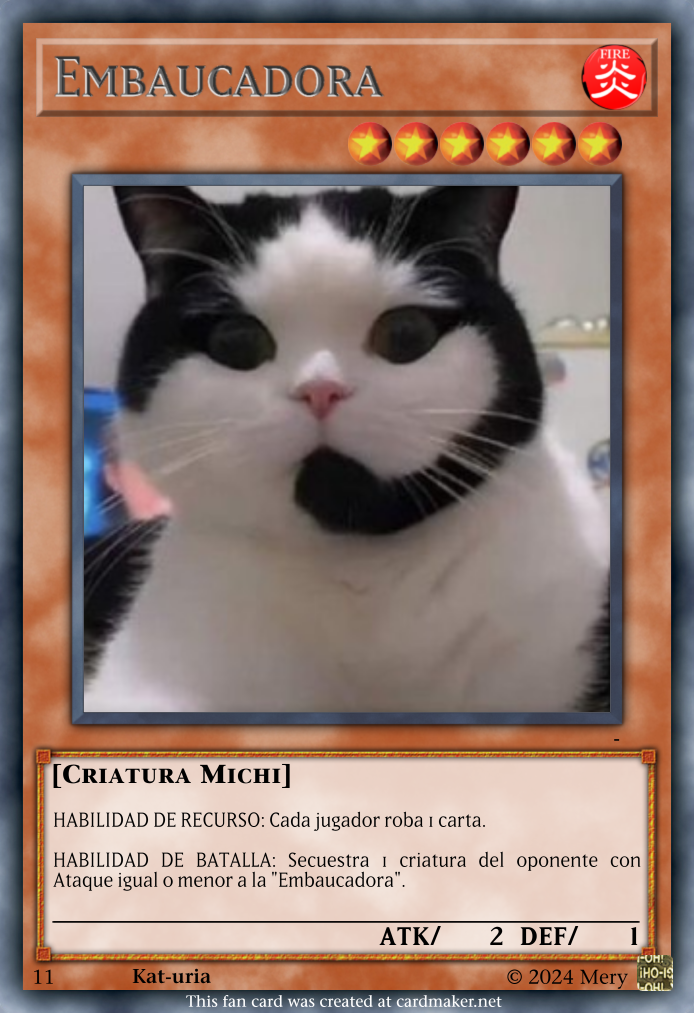 EMBAUCADORA
FIRE
炎
-
[CRIATURA MICHI]
HABILIDAD DE RECURSO: Cada jugador roba 1 carta.
HABILIDAD DE BATALLA: Secuestra 1 criatura del oponente con
Ataque igual o menor a la "Embaucadora".
ATK/ 2 DEF/ 1
11 Kat-uria © 2024 Mery
This fan card was created at cardmaker.net